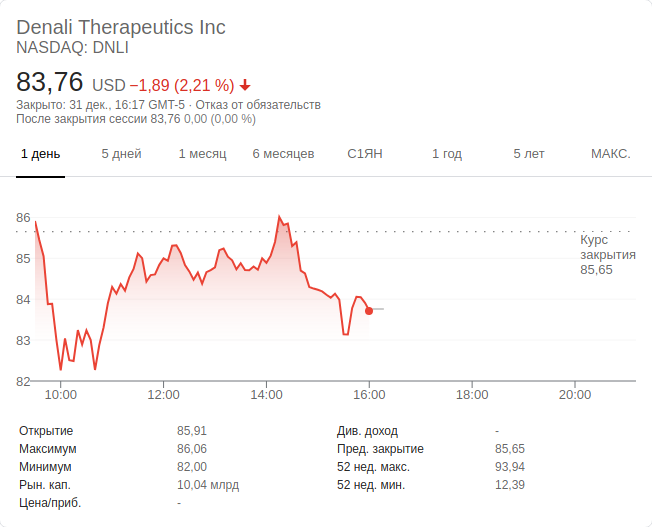 Denali Therapeutics Inc
NASDAQ: DNLI
83,76 USD −1,89 (2,21 %)
Закрыто: 31 дек., 16:17 GMT-5 · Отказ от обязательств
После закрытия сессии 83,76 0,00 (0,00 %)
1 день 5 дней 1 месяц 6 месяцев С1ЯН 1 год 5 лет МАКС.
86
85
84
83
82
Курс
закрытия
85,65
10:00 12:00 14:00 16:00 18:00 20:00
Открытие 85,91 Див. доход -
Максимум 86,06 Пред. закрытие 85,65
Минимум 82,00 52 нед. макс. 93,94
Рын. кап. 10,04 млрд 52 нед. мин. 12,39
Цена/приб. -